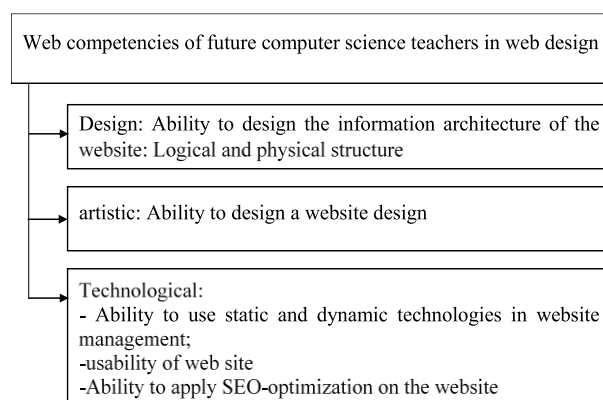 Web competencies of future computer science teachers in web design
Design: Ability to design the information architecture of the
website: Logical and physical structure
artistic: Ability to design a website design
Technological:
- Ability to use static and dynamic technologies in website
management;
-usability of web site
-Ability to apply SEO-optimization on the website